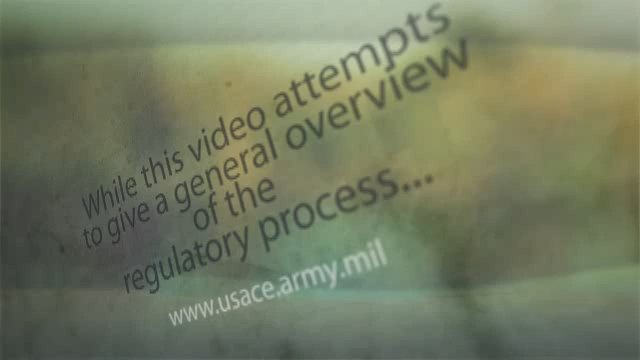 While this video attempts
to give a general overview
of the
regulatory process...
www.usace.army.mil